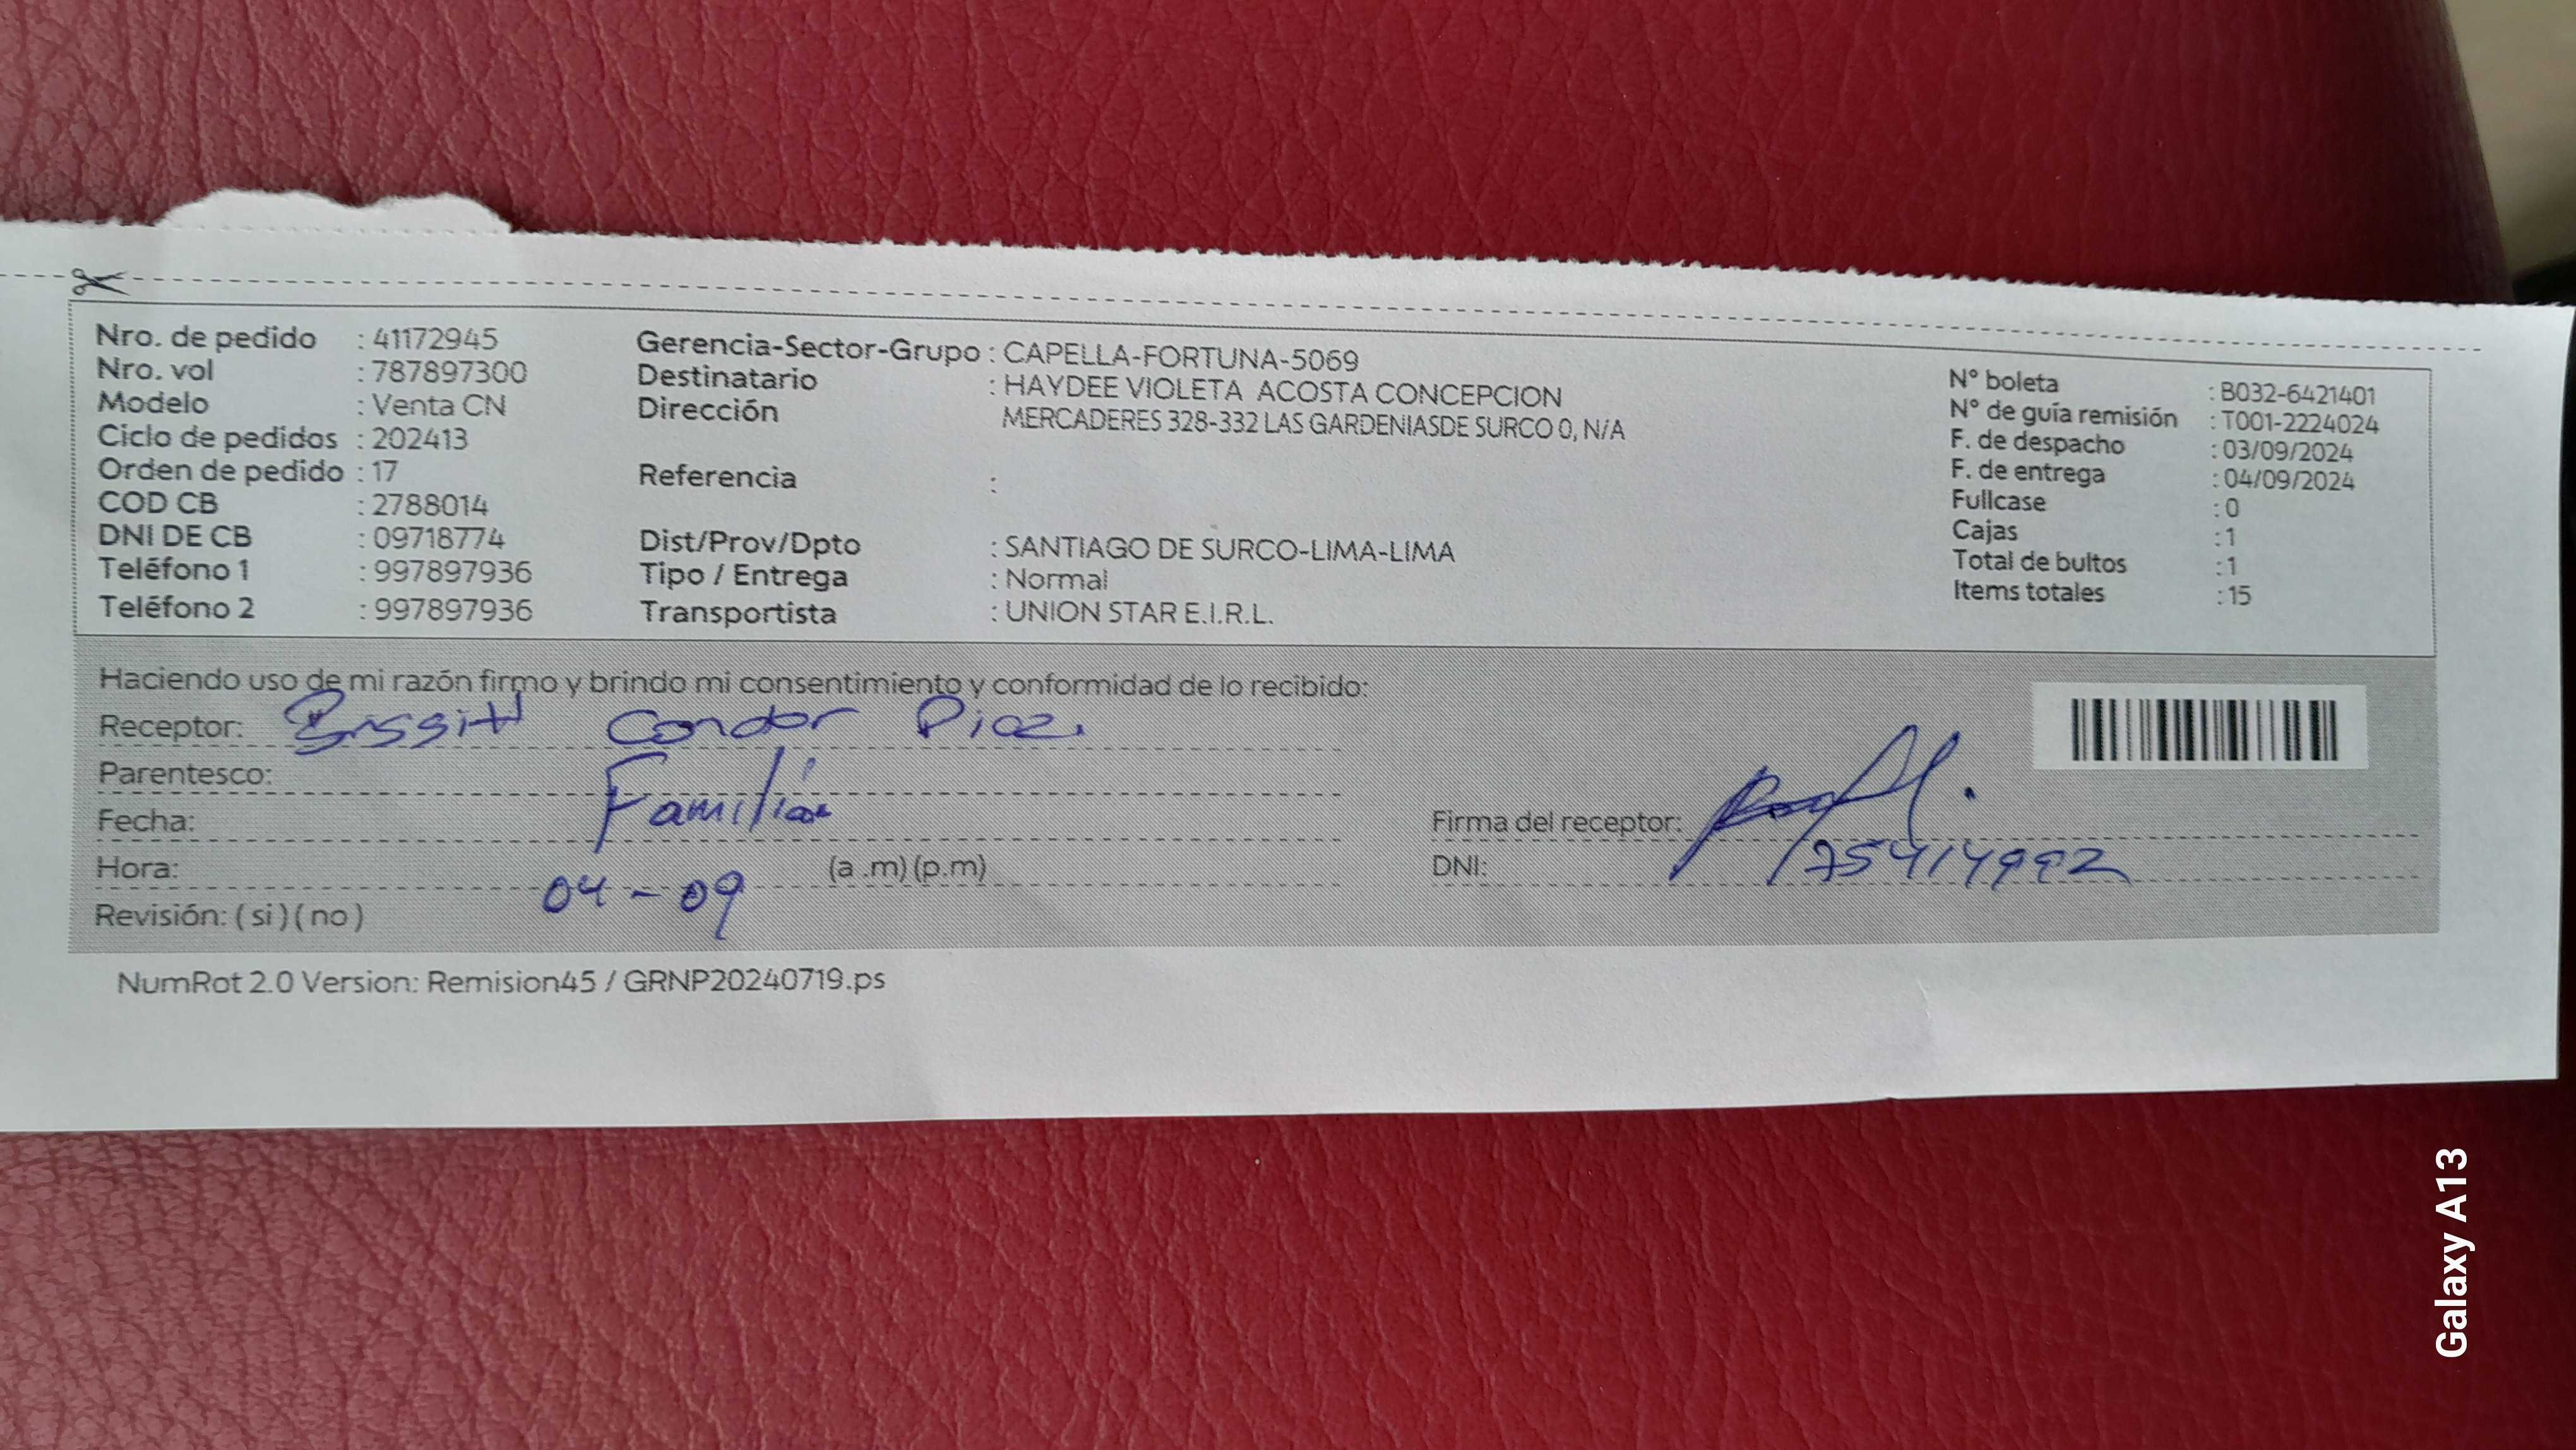 Nro. de pedido : 41172945
Nro. vol : 787897300
Modelo : Venta CN
Ciclo de pedidos : 202413
Orden de pedido : 17
COD CB : 2788014
DNI DE CB : 09718774
Teléfono 1 : 997897936
Teléfono 2 : 997897936
Gerencia-Sector-Grupo : CAPELLA-FORTUNA-5069
Destinatario : HAYDEE VIOLETA ACOSTA CONCEPCION
Dirección MERCADERES 328-332 LAS GARDENIASDE SURCO 0, N/A
Referencia :
Dist/Prov/Dpto : SANTIAGO DE SURCO-LIMA-LIMA
Tipo / Entrega : Normal
Transportista : UNION STAR E.I.R.L.
N° boleta : B032-6421401
N° de guía remisión : T001-2224024
F. de despacho : 03/09/2024
F. de entrega : 04/09/2024
Fullcase : 0
Cajas : 1
Total de bultos : 1
Items totales : 15
Haciendo uso de mi razón firmo y brindo mi consentimiento y conformidad de lo recibido:
Receptor: Condor
Parentesco:
Familiar
Fecha:
Hora: (a .m) (p.m)
04-09
Revisión: ( si ) ( no )
Firma del receptor:
DNI: 75414992
NumRot 2.0 Version: Remision45 / GRNP20240719.ps
Galaxy A13